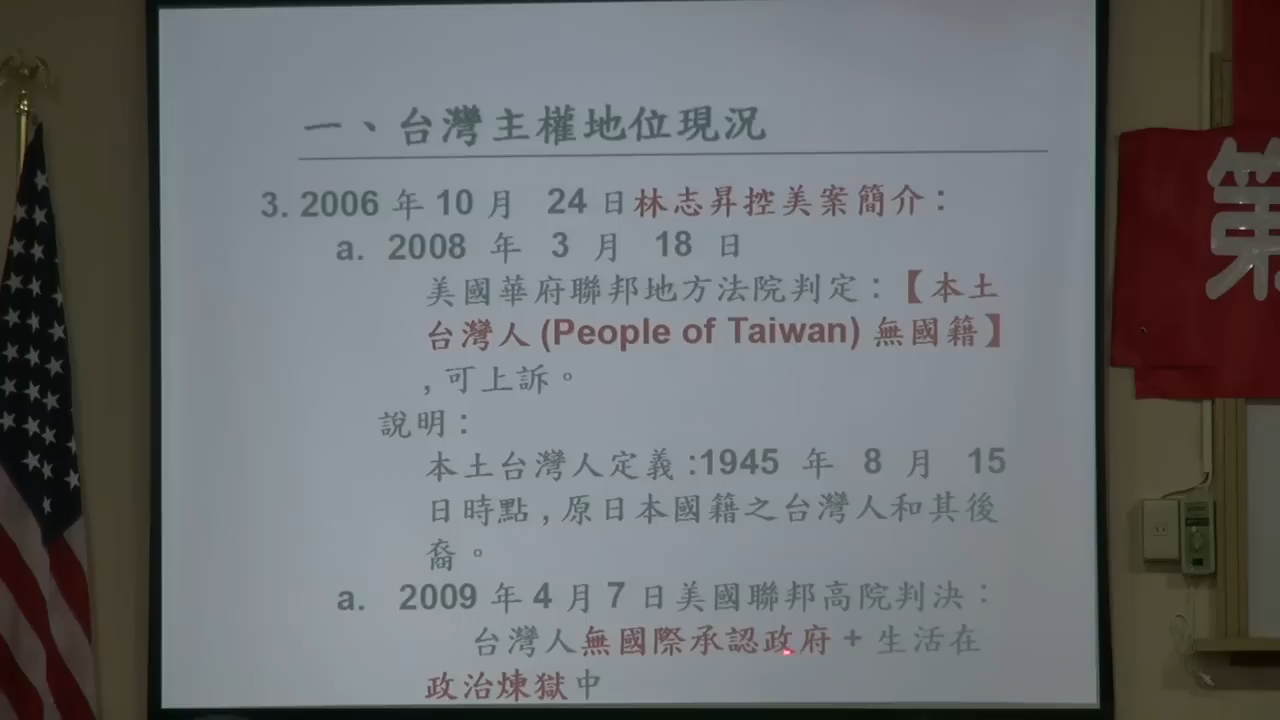 一、台灣主權地位現況
3. 2006 年 10 月 24 日林志昇控美案簡介：
a. 2008 年 3 月 18 日
美國華府聯邦地方法院判定：【本土
台灣人 (People of Taiwan) 無國籍】
, 可上訴。
說明：
本土台灣人定義 :1945 年 8 月 15
日時點 , 原日本國籍之台灣人和其後
裔。
a. 2009 年 4 月 7 日美國聯邦高院判決：
台灣人無國際承認政府 + 生活在
政治煉獄中
第